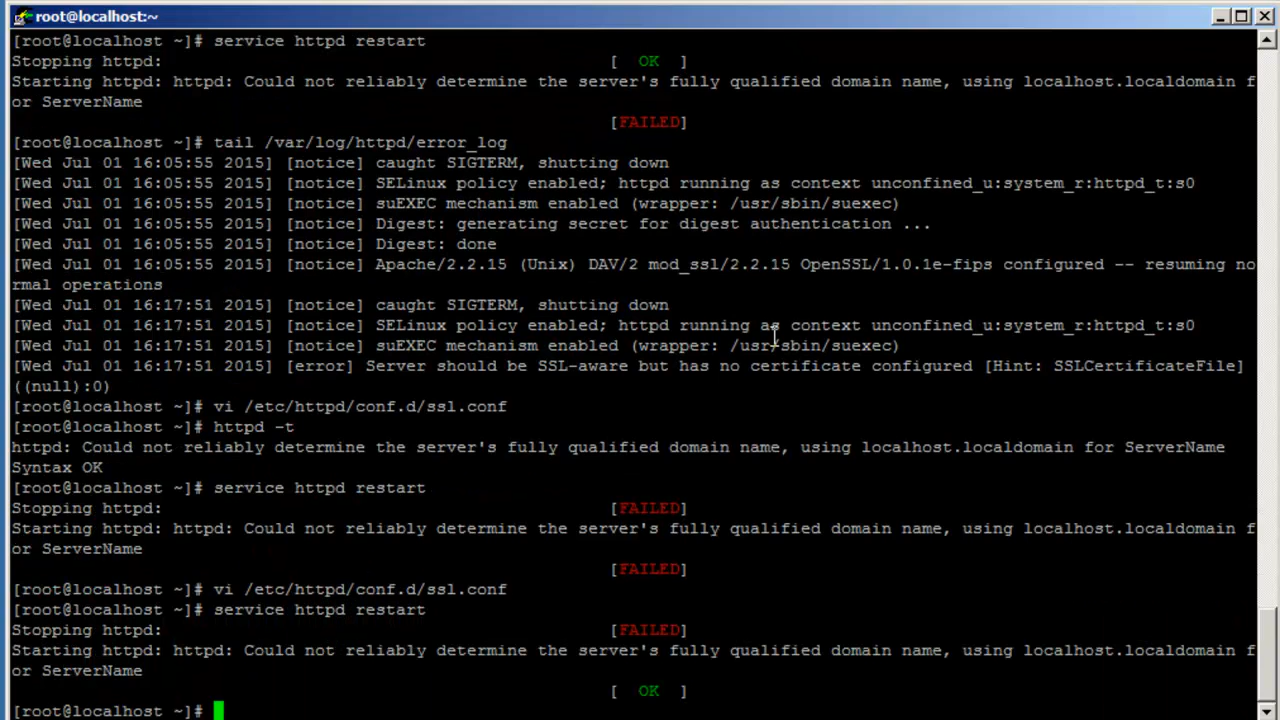 root@localhost:~
[root@localhost ~]# service httpd restart
Stopping httpd: [  OK  ]
Starting httpd: httpd: Could not reliably determine the server's fully qualified domain name, using localhost.localdomain f
or ServerName
[FAILED]
[root@localhost ~]# tail /var/log/httpd/error_log
[Wed Jul 01 16:05:55 2015] [notice] caught SIGTERM, shutting down
[Wed Jul 01 16:05:55 2015] [notice] SELinux policy enabled; httpd running as context unconfined_u:system_r:httpd_t:s0
[Wed Jul 01 16:05:55 2015] [notice] suEXEC mechanism enabled (wrapper: /usr/sbin/suexec)
[Wed Jul 01 16:05:55 2015] [notice] Digest: generating secret for digest authentication ...
[Wed Jul 01 16:05:55 2015] [notice] Digest: done
[Wed Jul 01 16:05:55 2015] [notice] Apache/2.2.15 (Unix) DAV/2 mod_ssl/2.2.15 OpenSSL/1.0.1e-fips configured -- resuming no
rmal operations
[Wed Jul 01 16:17:51 2015] [notice] caught SIGTERM, shutting down
[Wed Jul 01 16:17:51 2015] [notice] SELinux policy enabled; httpd running as context unconfined_u:system_r:httpd_t:s0
[Wed Jul 01 16:17:51 2015] [notice] suEXEC mechanism enabled (wrapper: /usr/sbin/suexec)
[Wed Jul 01 16:17:51 2015] [error] Server should be SSL-aware but has no certificate configured [Hint: SSLCertificateFile]
((null):0)
[root@localhost ~]# vi /etc/httpd/conf.d/ssl.conf
[root@localhost ~]# httpd -t
httpd: Could not reliably determine the server's fully qualified domain name, using localhost.localdomain for ServerName
Syntax OK
[root@localhost ~]# service httpd restart
Stopping httpd: [FAILED]
Starting httpd: httpd: Could not reliably determine the server's fully qualified domain name, using localhost.localdomain f
or ServerName
[FAILED]
[root@localhost ~]# vi /etc/httpd/conf.d/ssl.conf
[root@localhost ~]# service httpd restart
Stopping httpd: [FAILED]
Starting httpd: httpd: Could not reliably determine the server's fully qualified domain name, using localhost.localdomain f
or ServerName
[  OK  ]
[root@localhost ~]#